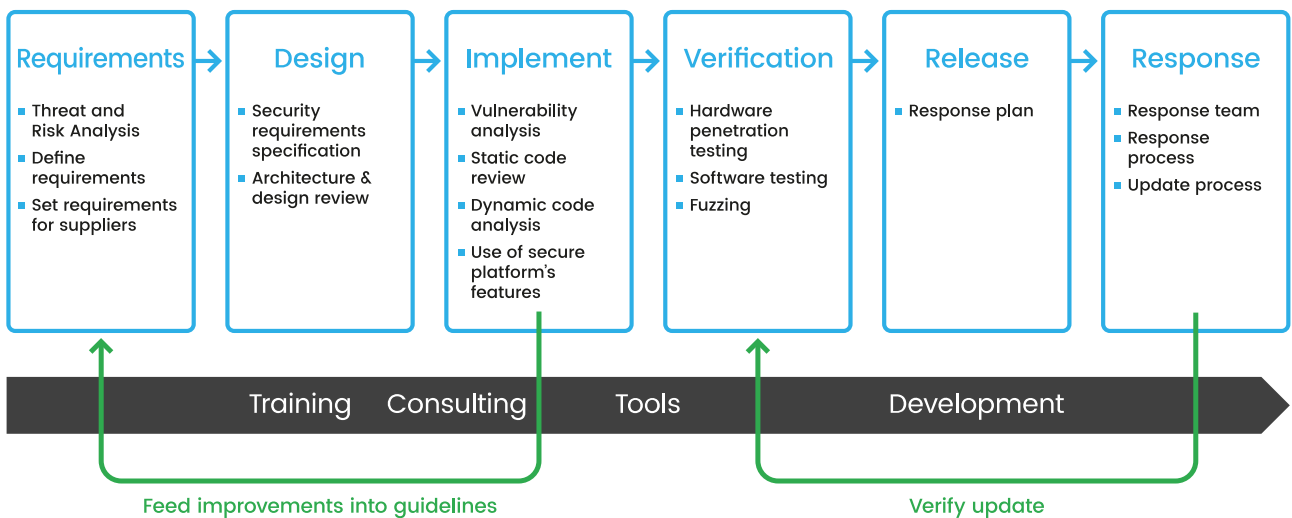 Requirements
Threat and
Risk Analysis
Define
requirements
Set requirements
for suppliers
Design
Security
requirements
specification
Architecture &
design review
Implement
Vulnerability
analysis
Static code
review
Dynamic code
analysis
Use of secure
platform's
features
Verification
Hardware
penetration
testing
Software testing
Fuzzing
Release
Response plan
Response
Response team
Response
process
Update process
Training Consulting Tools Development
Feed improvements into guidelines
Verify update